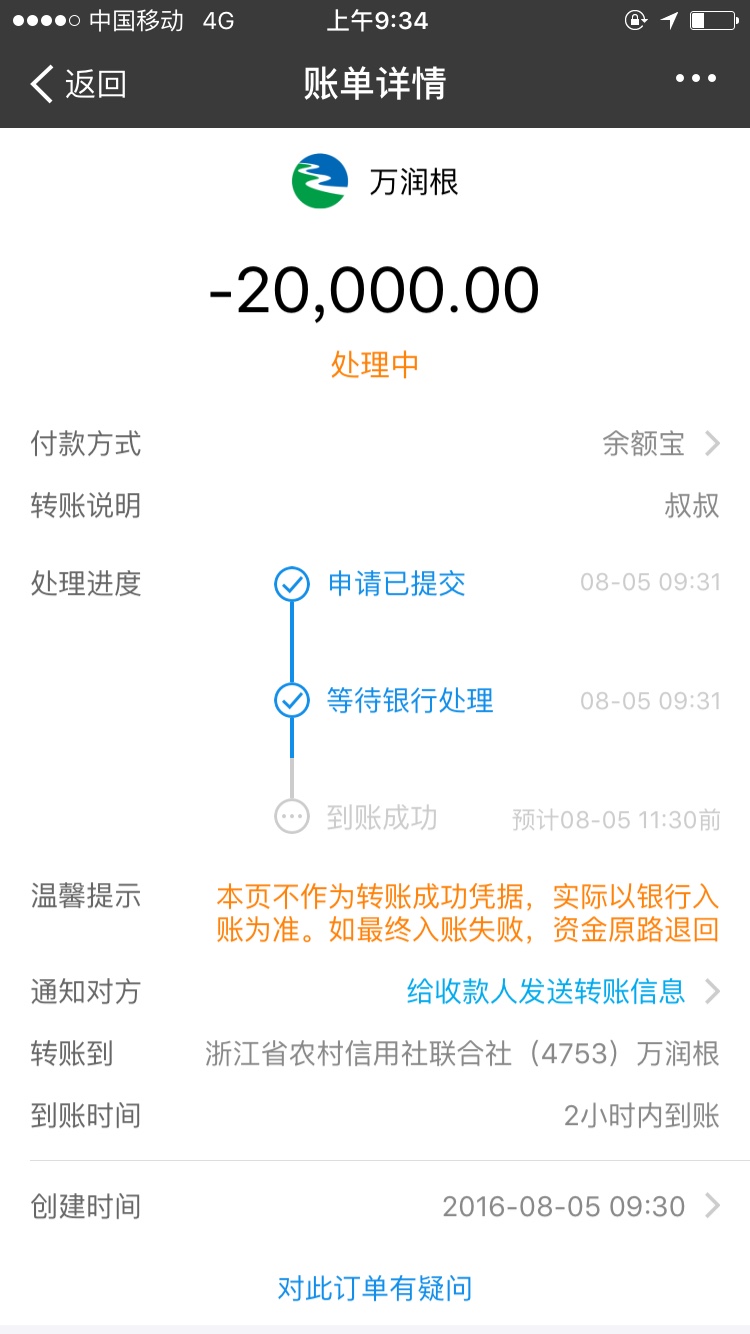 中国移动 4G 上午9:34
返回 账单详情
万润根
-20,000.00
处理中
付款方式 余额宝
转账说明 叔叔
处理进度 申请已提交 08-05 09:31
等待银行处理 08-05 09:31
到账成功 预计08-05 11:30前
温馨提示 本页不作为转账成功凭据，实际以银行入
账为准。如最终入账失败，资金原路退回
通知对方 给收款人发送转账信息
转账到 浙江省农村信用社联合社（4753）万润根
到账时间 2小时内到账
创建时间 2016-08-05 09:30
对此订单有疑问